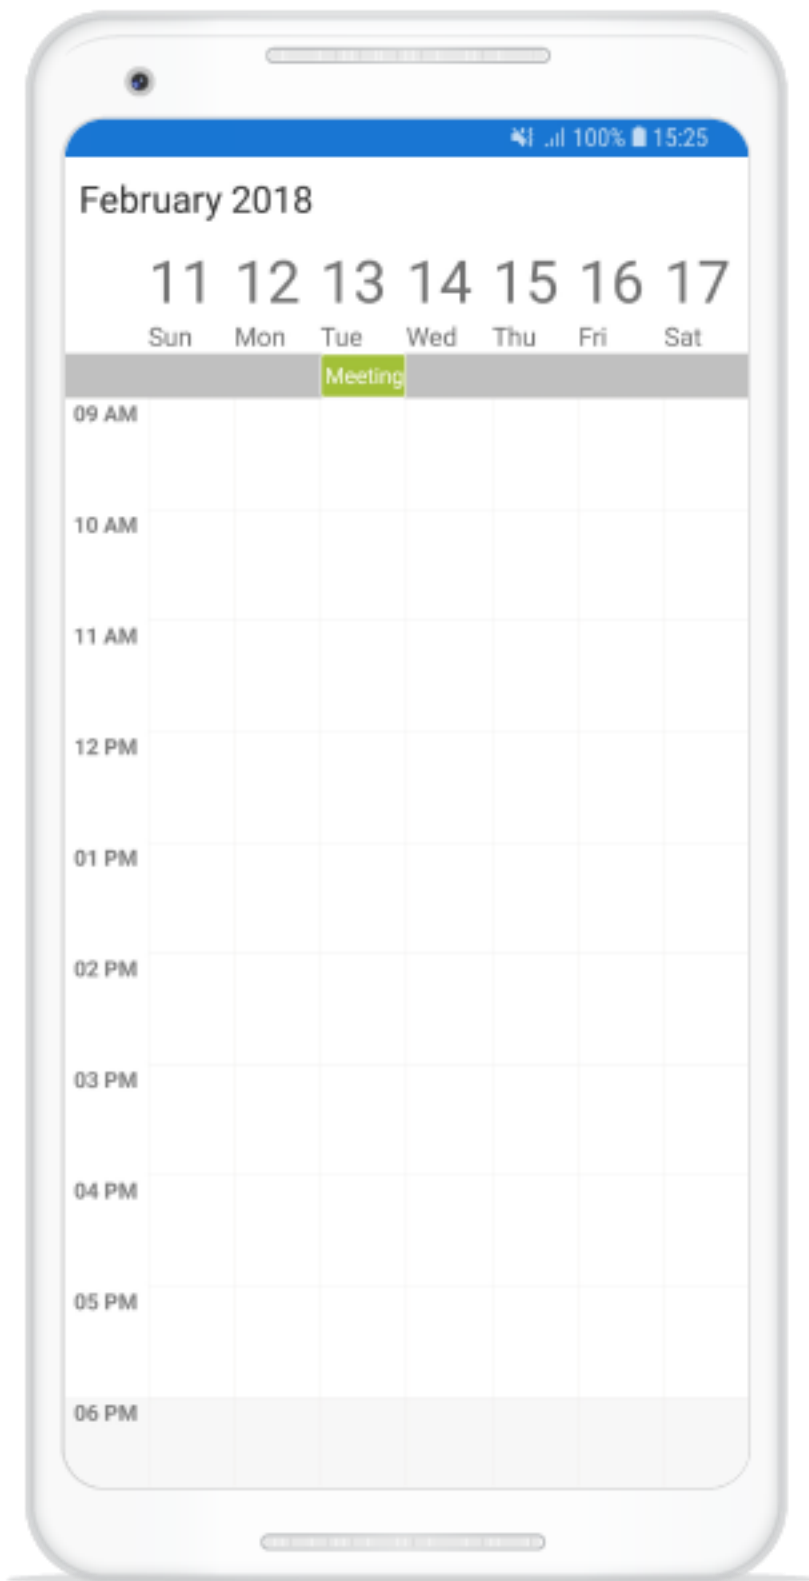 100% 15:25
February 2018
11 12 13 14 15 16 17
Sun Mon Tue Wed Thu Fri Sat
Meeting
09 AM
10 AM
11 AM
12 PM
01 PM
02 PM
03 PM
04 PM
05 PM
06 PM